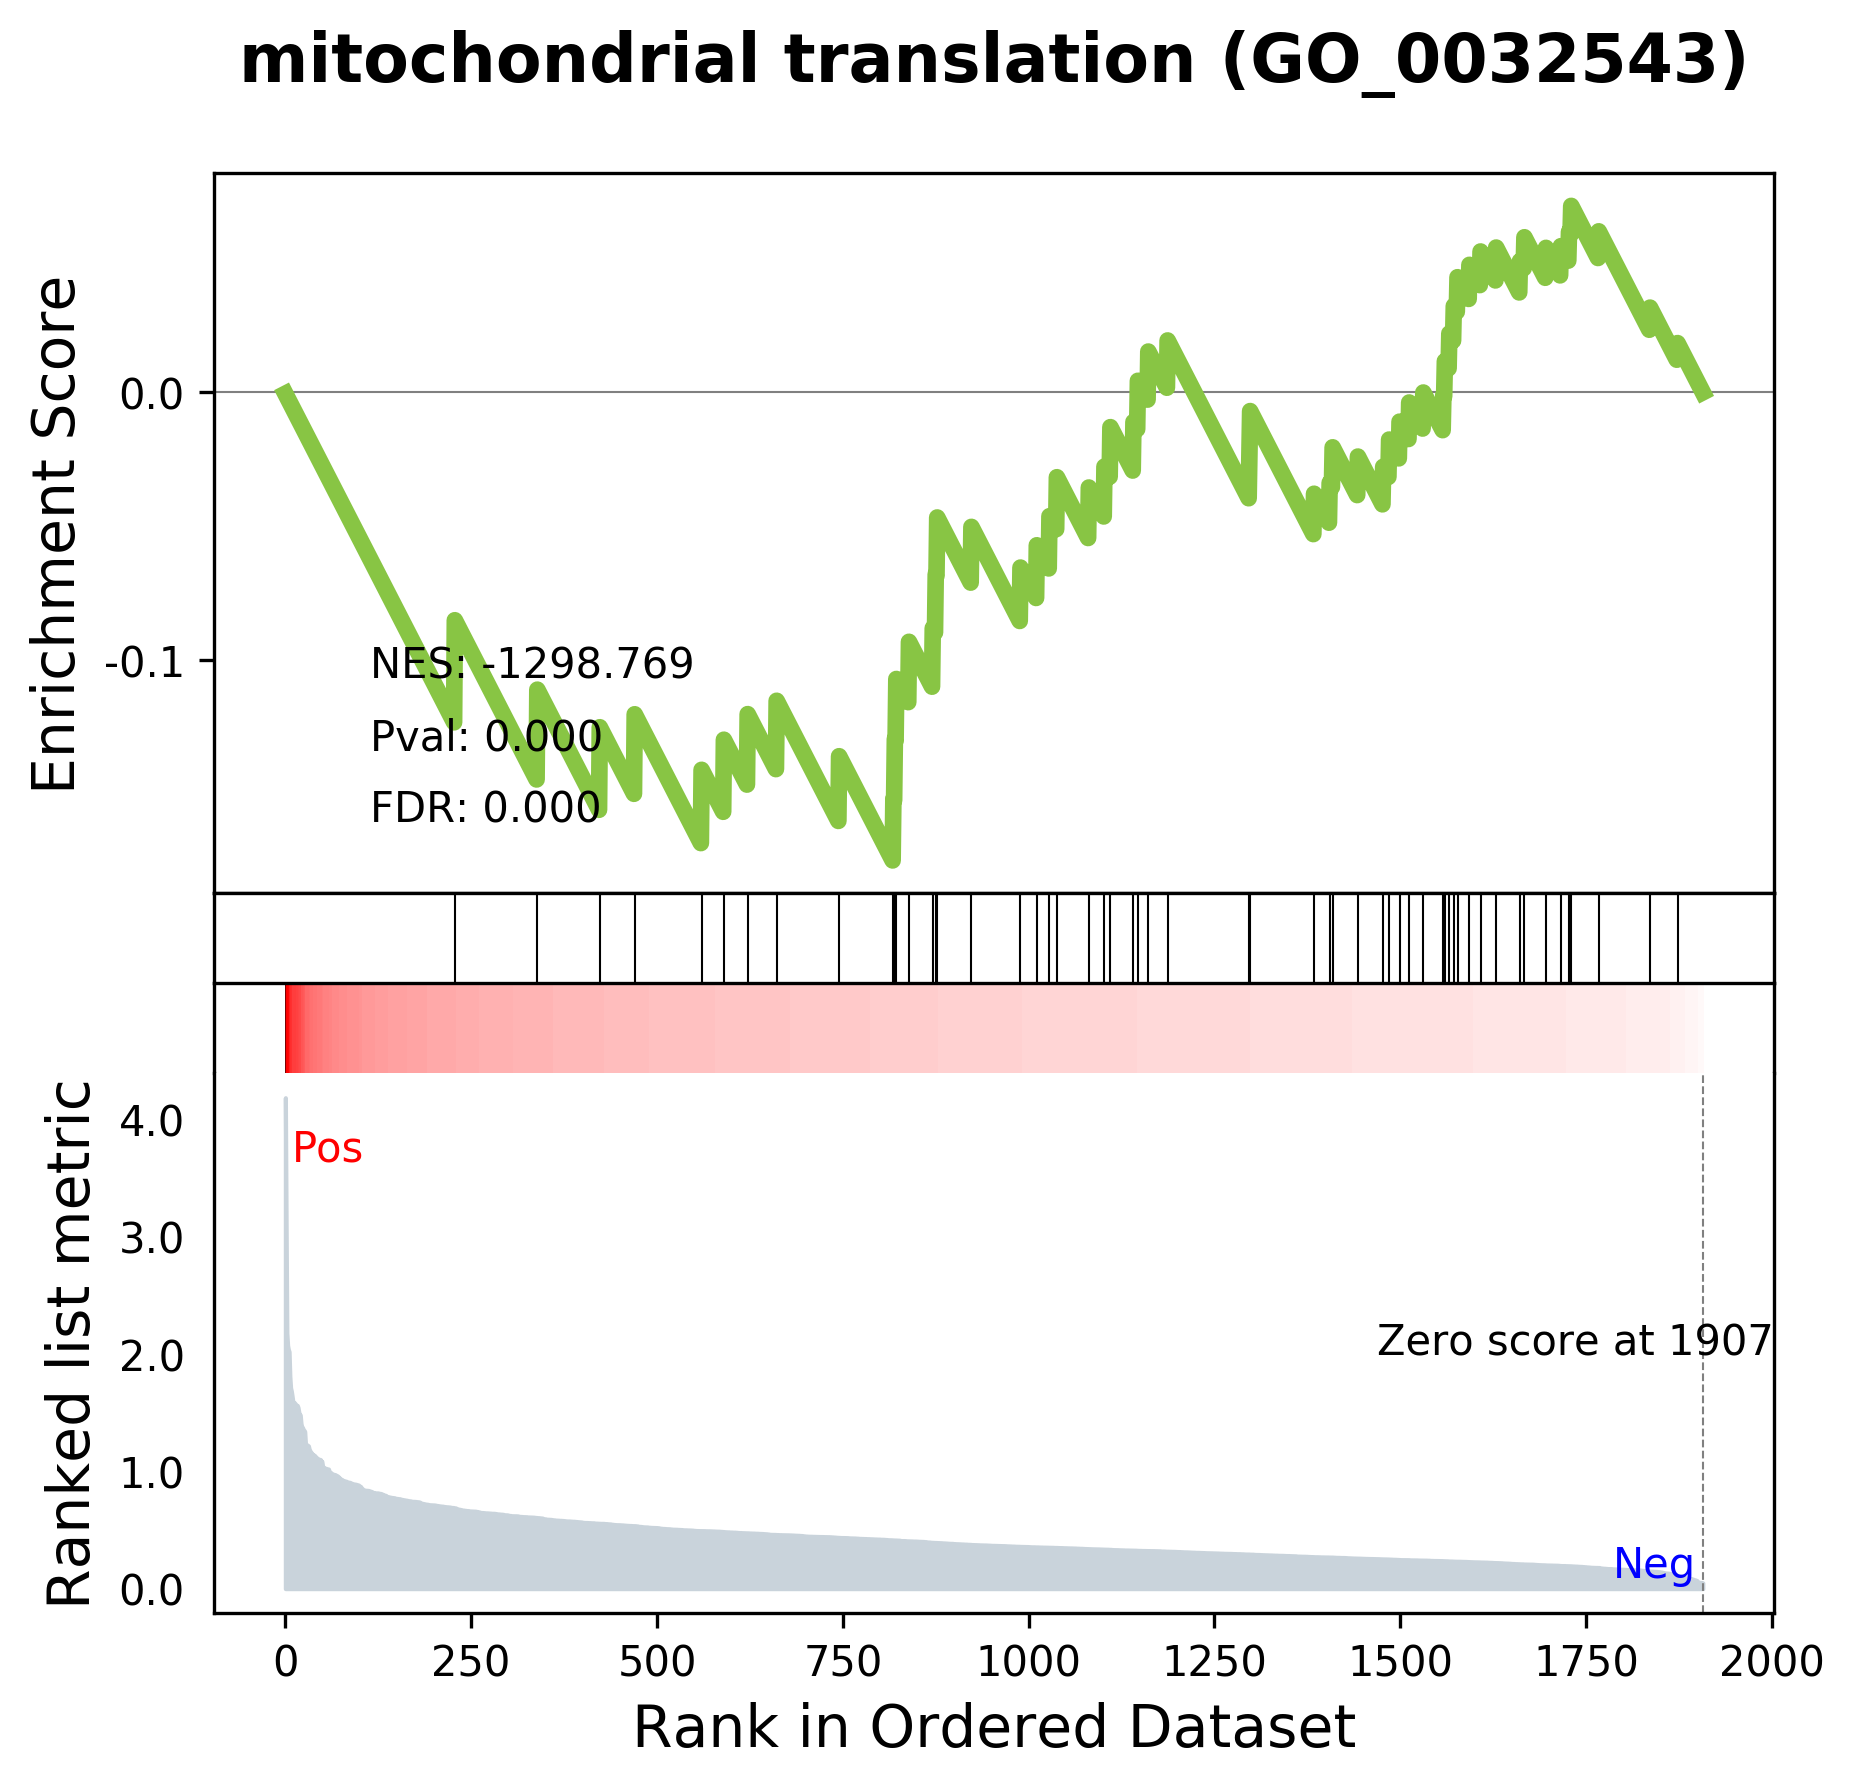 mitochondrial translation (GO_0032543)
Enrichment Score
0.0
-0.1
NES: -1298.769
Pval: 0.000
FDR: 0.000
Ranked list metric
4.0
3.0
2.0
1.0
0.0
Pos
Zero score at 1907
Neg
0 250 500 750 1000 1250 1500 1750 2000
Rank in Ordered Dataset